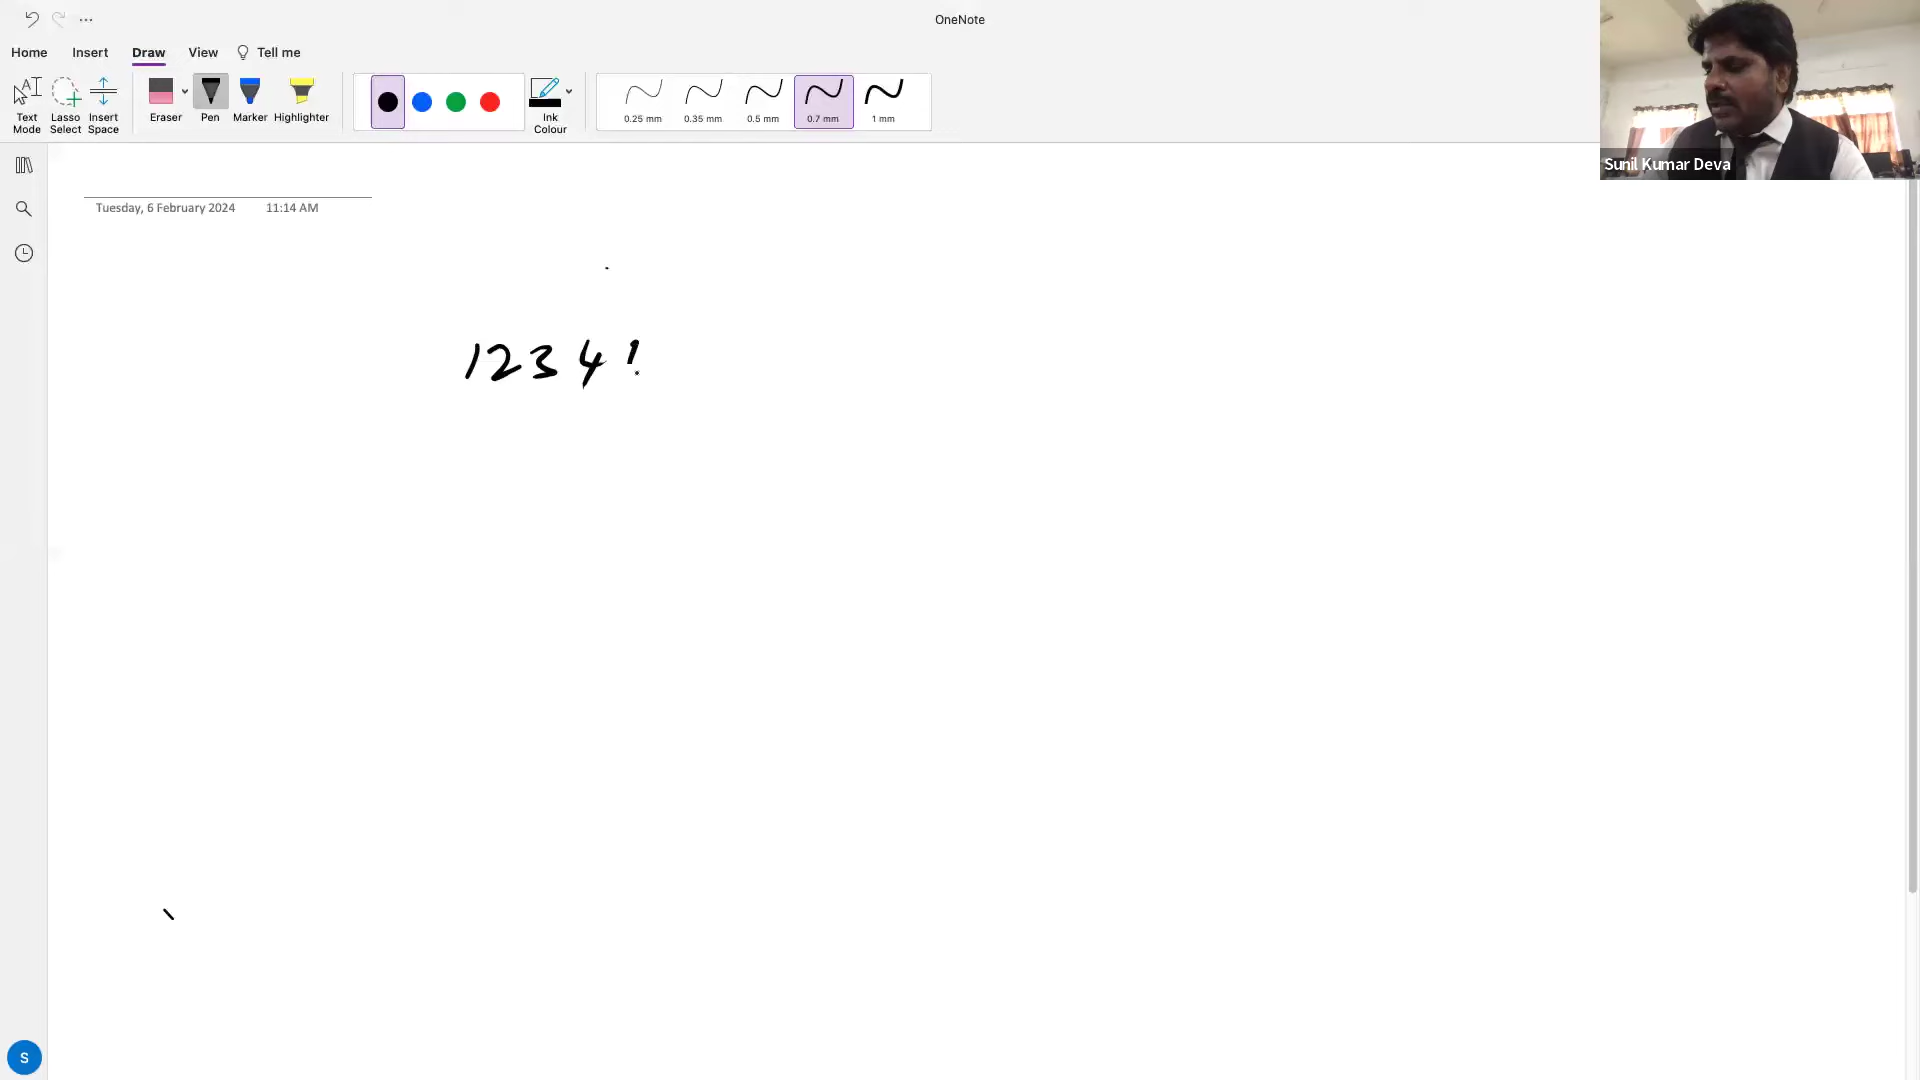 OneNote
Home Insert Draw View Tell me
Text Mode
Lasso Select
Insert Space
Eraser
Pen
Marker
Highlighter
Ink Colour
0.25 mm
0.35 mm
0.5 mm
0.7 mm
1 mm
Sunil Kumar Deva
Tuesday, 6 February 2024 11:14 AM
1234!
S